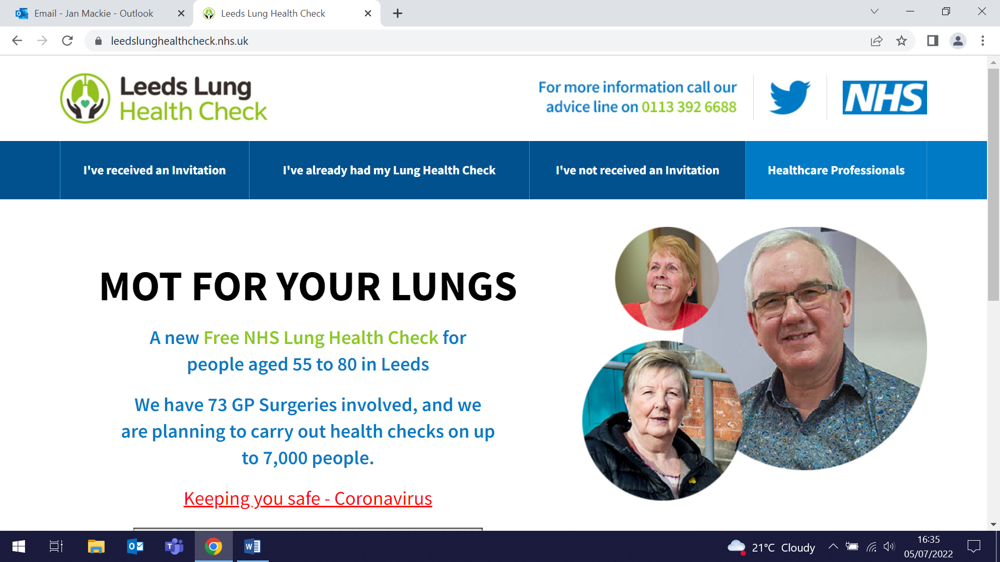 Email - Jan Mackie - Outlook
Leeds Lung Health Check
leedslunghealthcheck.nhs.uk
Leeds Lung
Health Check
For more information call our
advice line on 0113 392 6688
NHS
I've received an Invitation
I've already had my Lung Health Check
I've not received an Invitation
Healthcare Professionals
MOT FOR YOUR LUNGS
A new Free NHS Lung Health Check for
people aged 55 to 80 in Leeds
We have 73 GP Surgeries involved, and we
are planning to carry out health checks on up
to 7,000 people.
Keeping you safe - Coronavirus
21°C Cloudy
16:35
05/07/2022